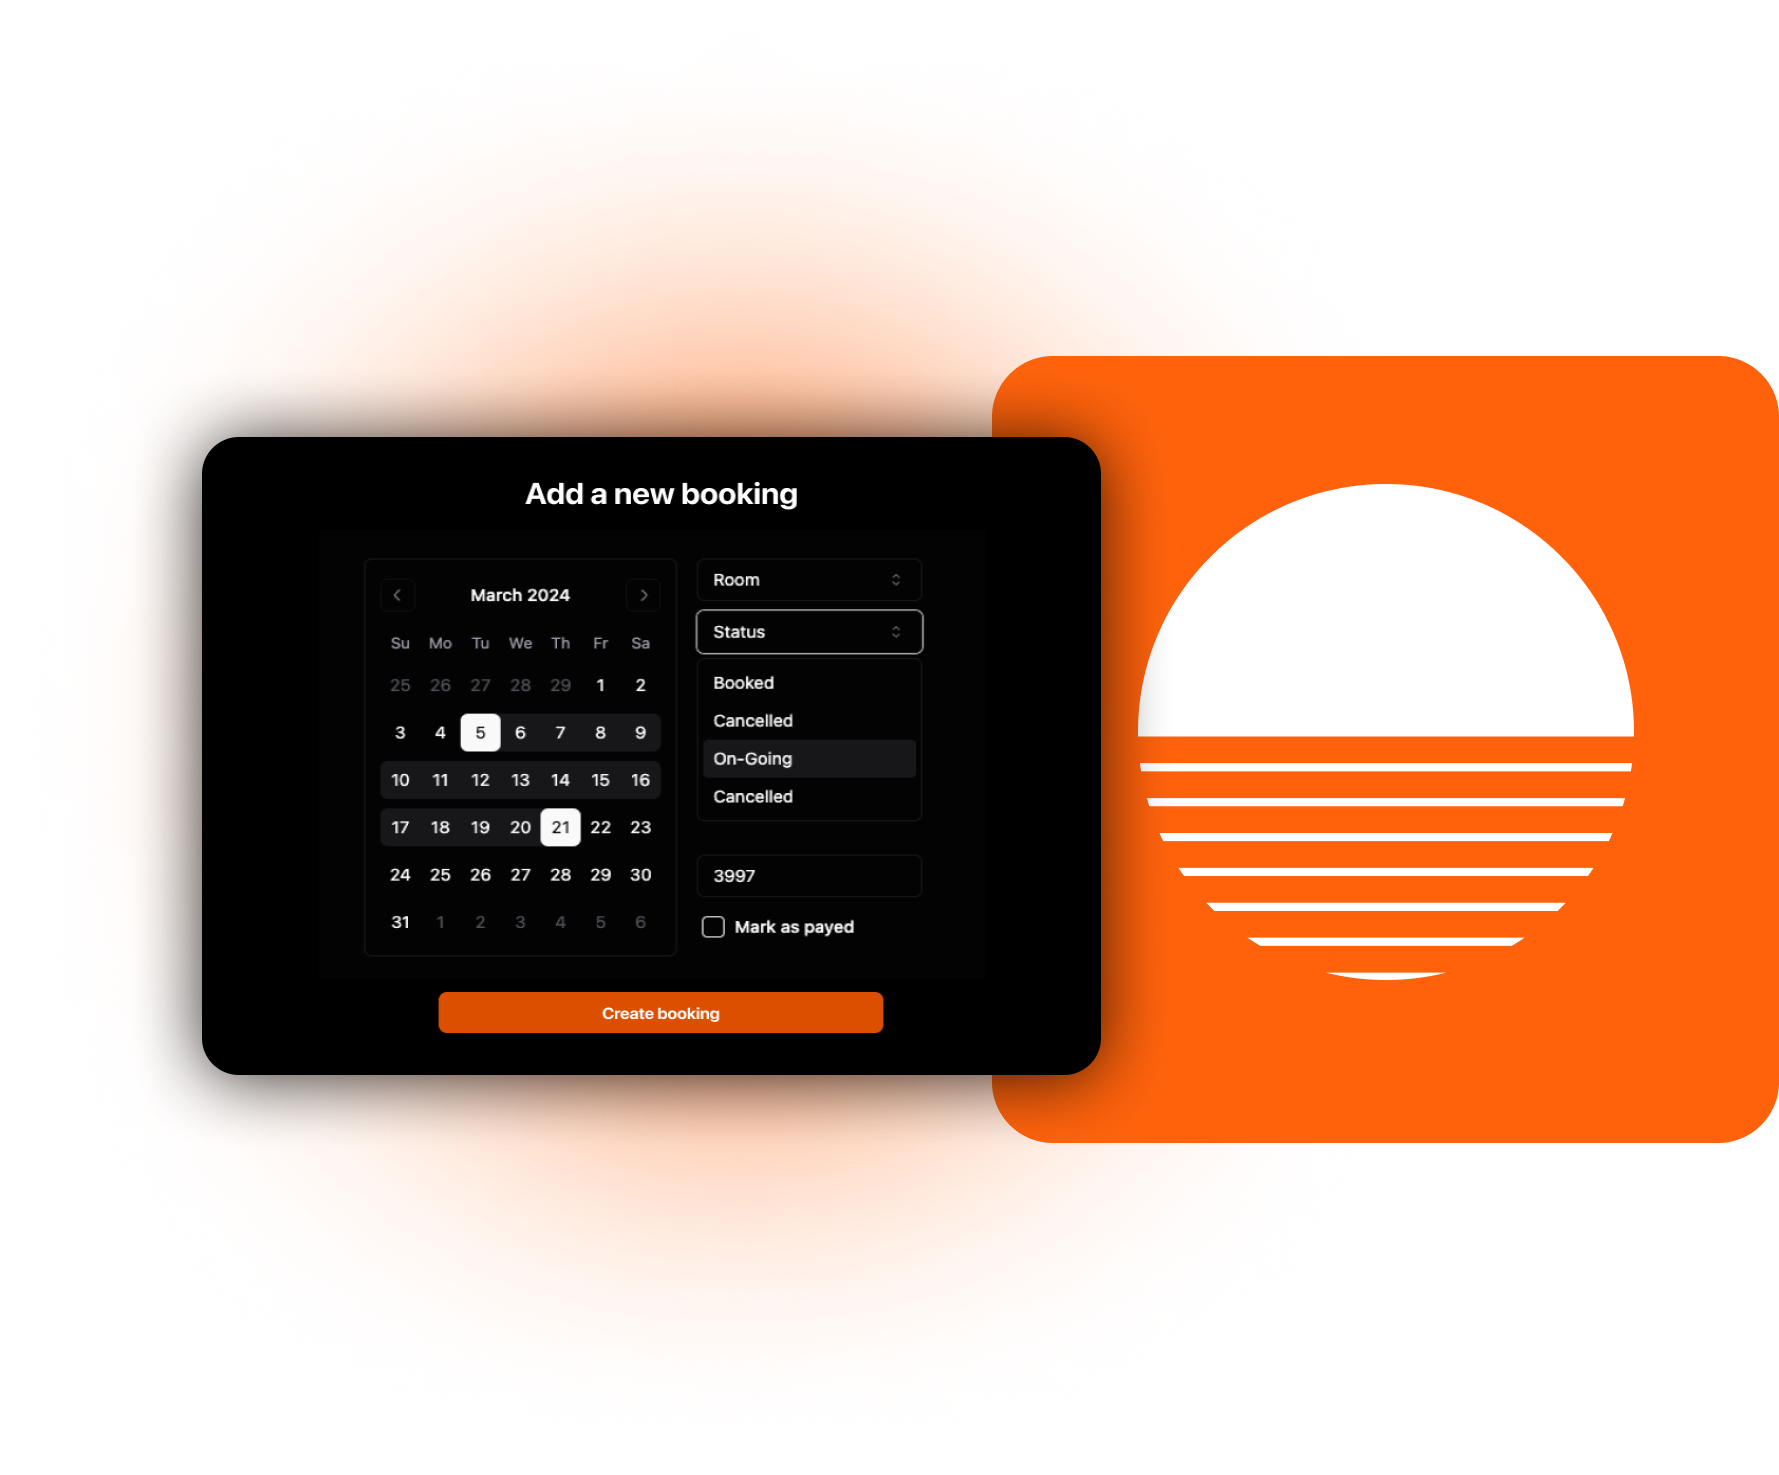 Add a new booking
March 2024
Su Mo Tu We Th Fr Sa
25 26 27 28 29 1 2
3 4 5 6 7 8 9
10 11 12 13 14 15 16
17 18 19 20 21 22 23
24 25 26 27 28 29 30
31 1 2 3 4 5 6
Room
Status
Booked
Cancelled
On-Going
Cancelled
3997
Mark as payed
Create booking